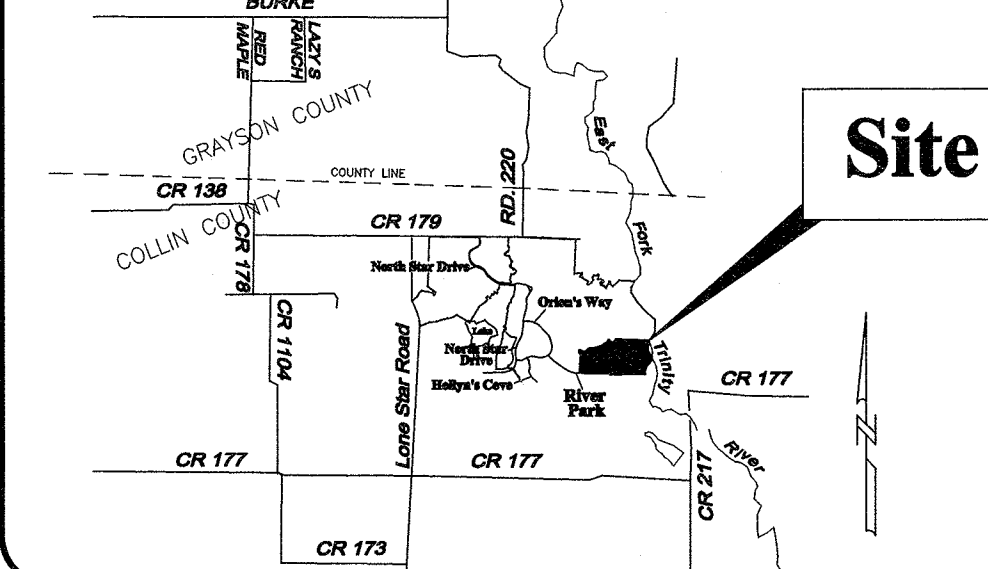 BURKE
RED MAPLE
LAZY S RANCH
GRAYSON COUNTY
East
Site
COUNTY LINE
RD. 220
CR 138
COLLIN COUNTY
CR 179
Fork
CR 178
North Star Drive
Orion's Way
CR 1104
Lone Star Road
Lake
North Star
Drive
Trinity
CR 177
Hollyn's Cove
River
Park
N
CR 177
CR 177
River
CR 217
CR 173